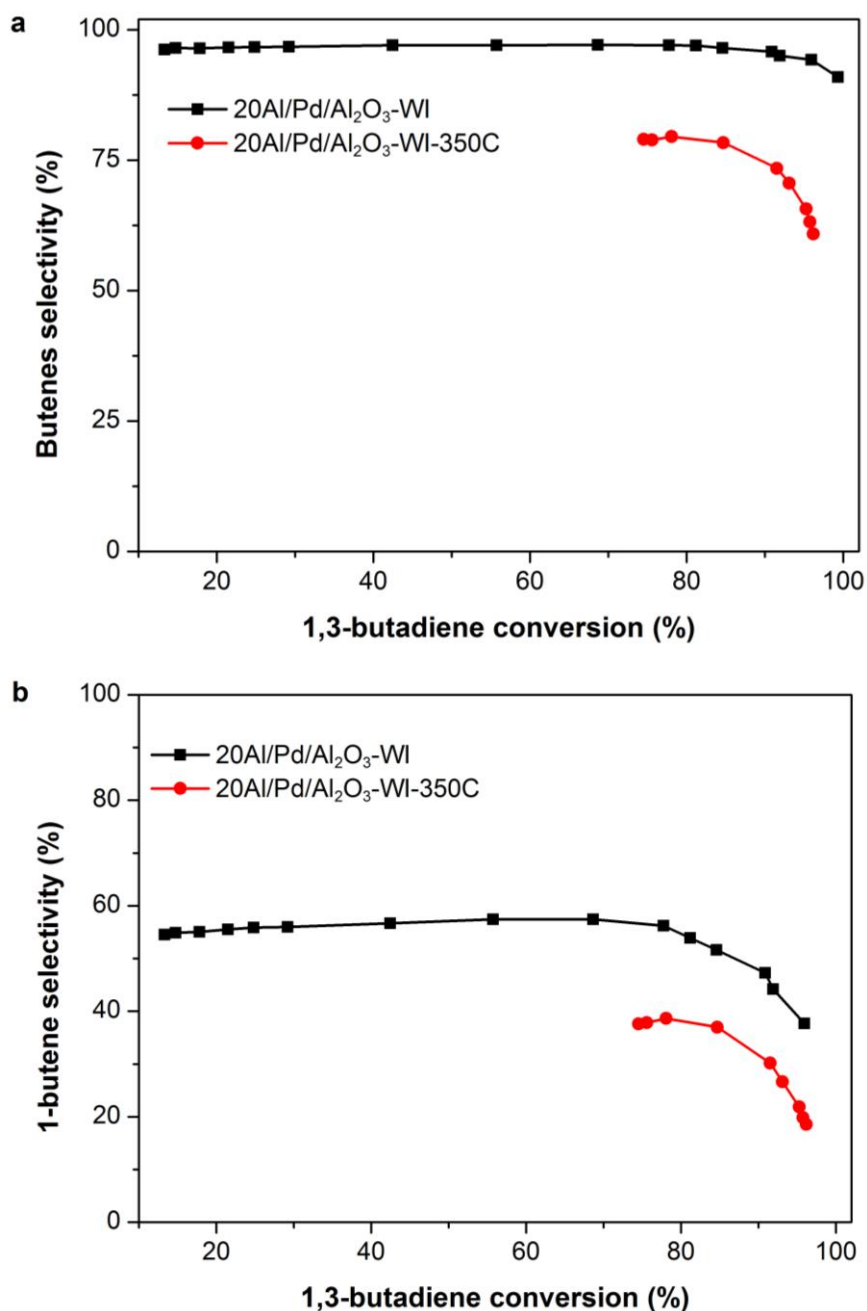 a
100
75
50
25
0
Butenes selectivity (%)
20Al/Pd/Al₂O₃-WI
20Al/Pd/Al₂O₃-WI-350C
20 40 60 80 100
1,3-butadiene conversion (%)
b
100
80
60
40
20
0
1-butene selectivity (%)
20Al/Pd/Al₂O₃-WI
20Al/Pd/Al₂O₃-WI-350C
20 40 60 80 100
1,3-butadiene conversion (%)